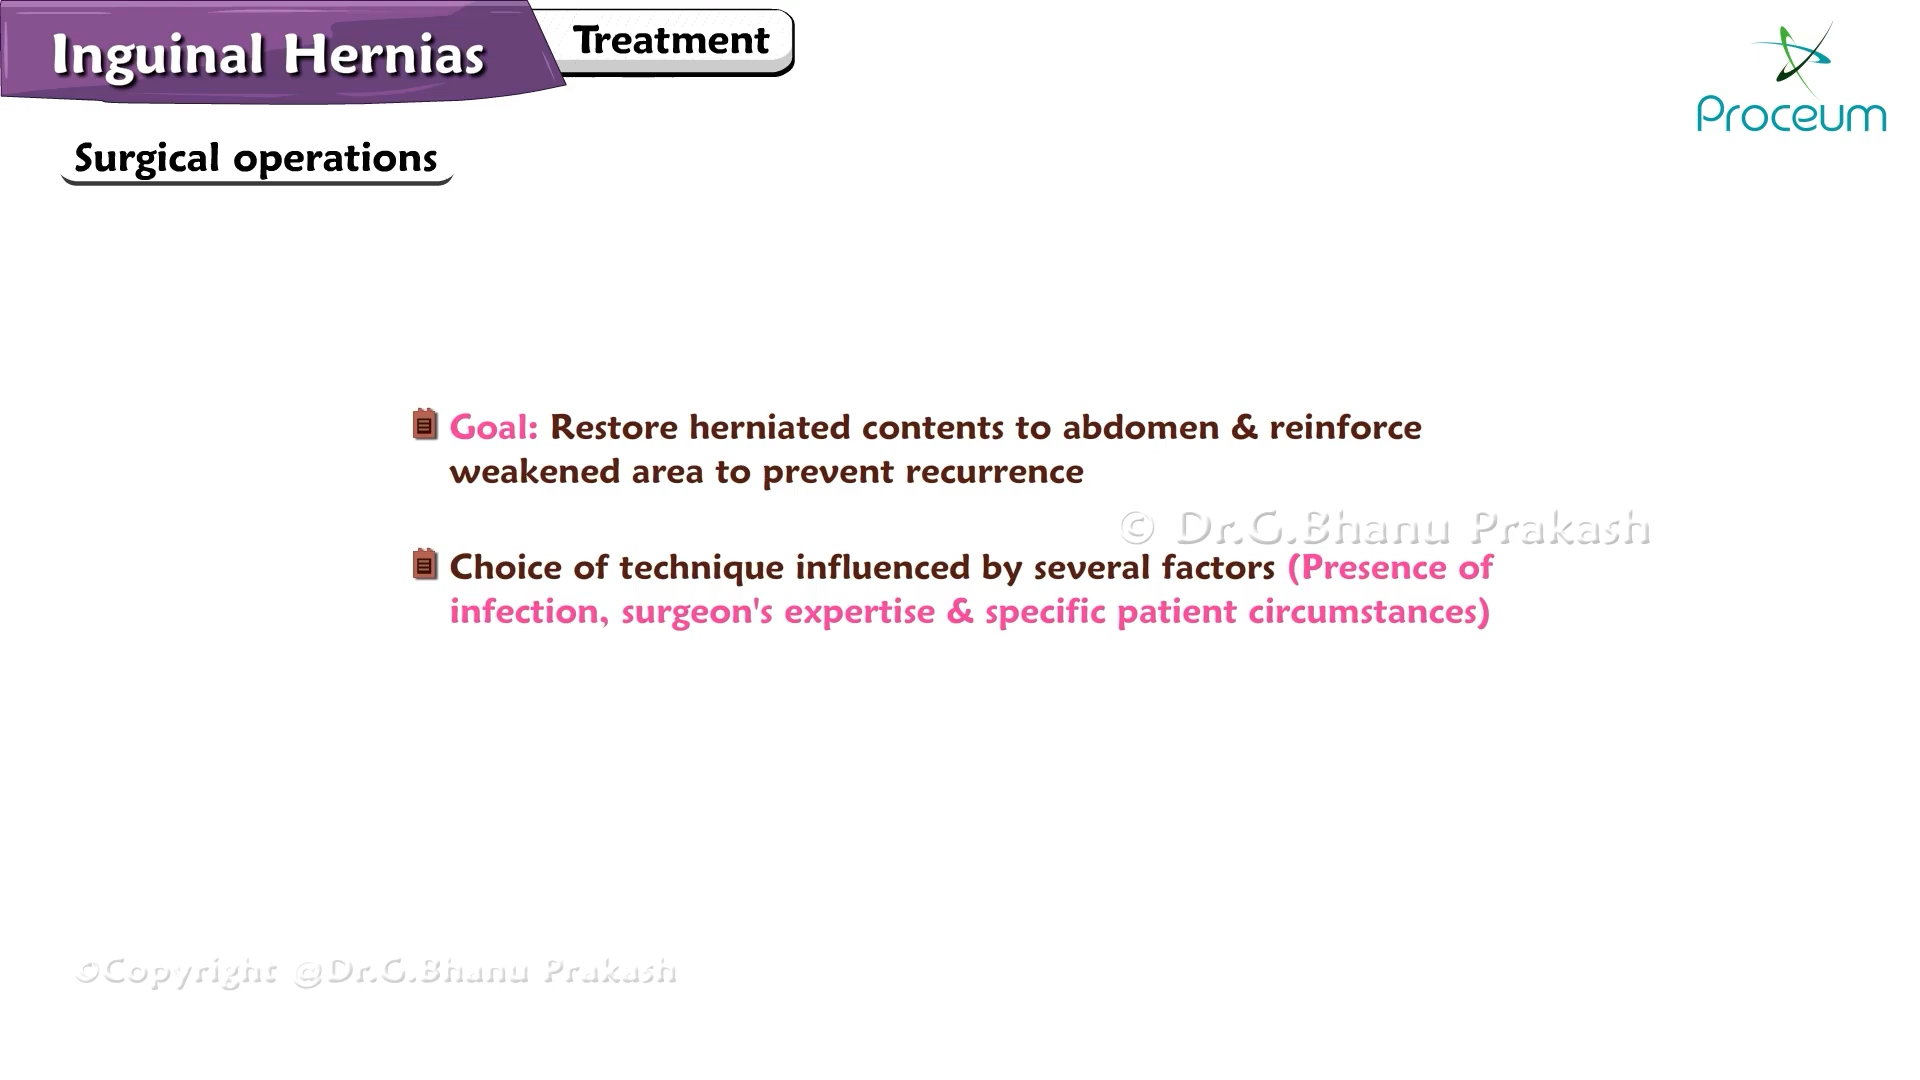 Inguinal Hernias
Treatment
Proceum
Surgical operations
Goal: Restore herniated contents to abdomen & reinforce
weakened area to prevent recurrence
© Dr.G.Bhanu Prakash
Choice of technique influenced by several factors (Presence of
infection, surgeon's expertise & specific patient circumstances)
©Copyright @Dr.G.Bhanu Prakash